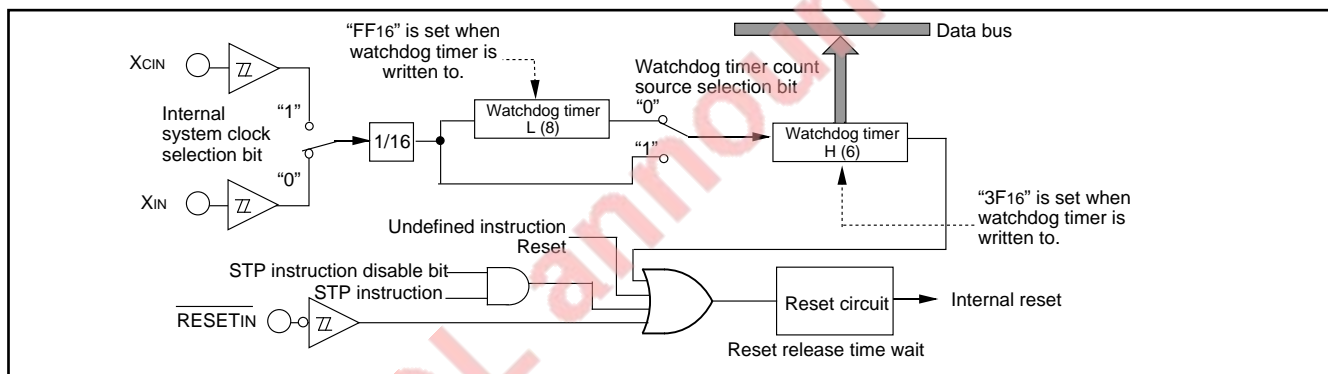 “FF16” is set when
watchdog timer is
written to.
Data bus
XCIN
Watchdog timer count
source selection bit
“1”
“0”
Internal
system clock
selection bit
Watchdog timer
L (8)
Watchdog timer
H (6)
1/16
“1”
“0”
XIN
“3F16” is set when
watchdog timer is
written to.
Undefined instruction
Reset
STP instruction disable bit
STP instruction
RESETIN
Reset circuit
Internal reset
Reset release time wait